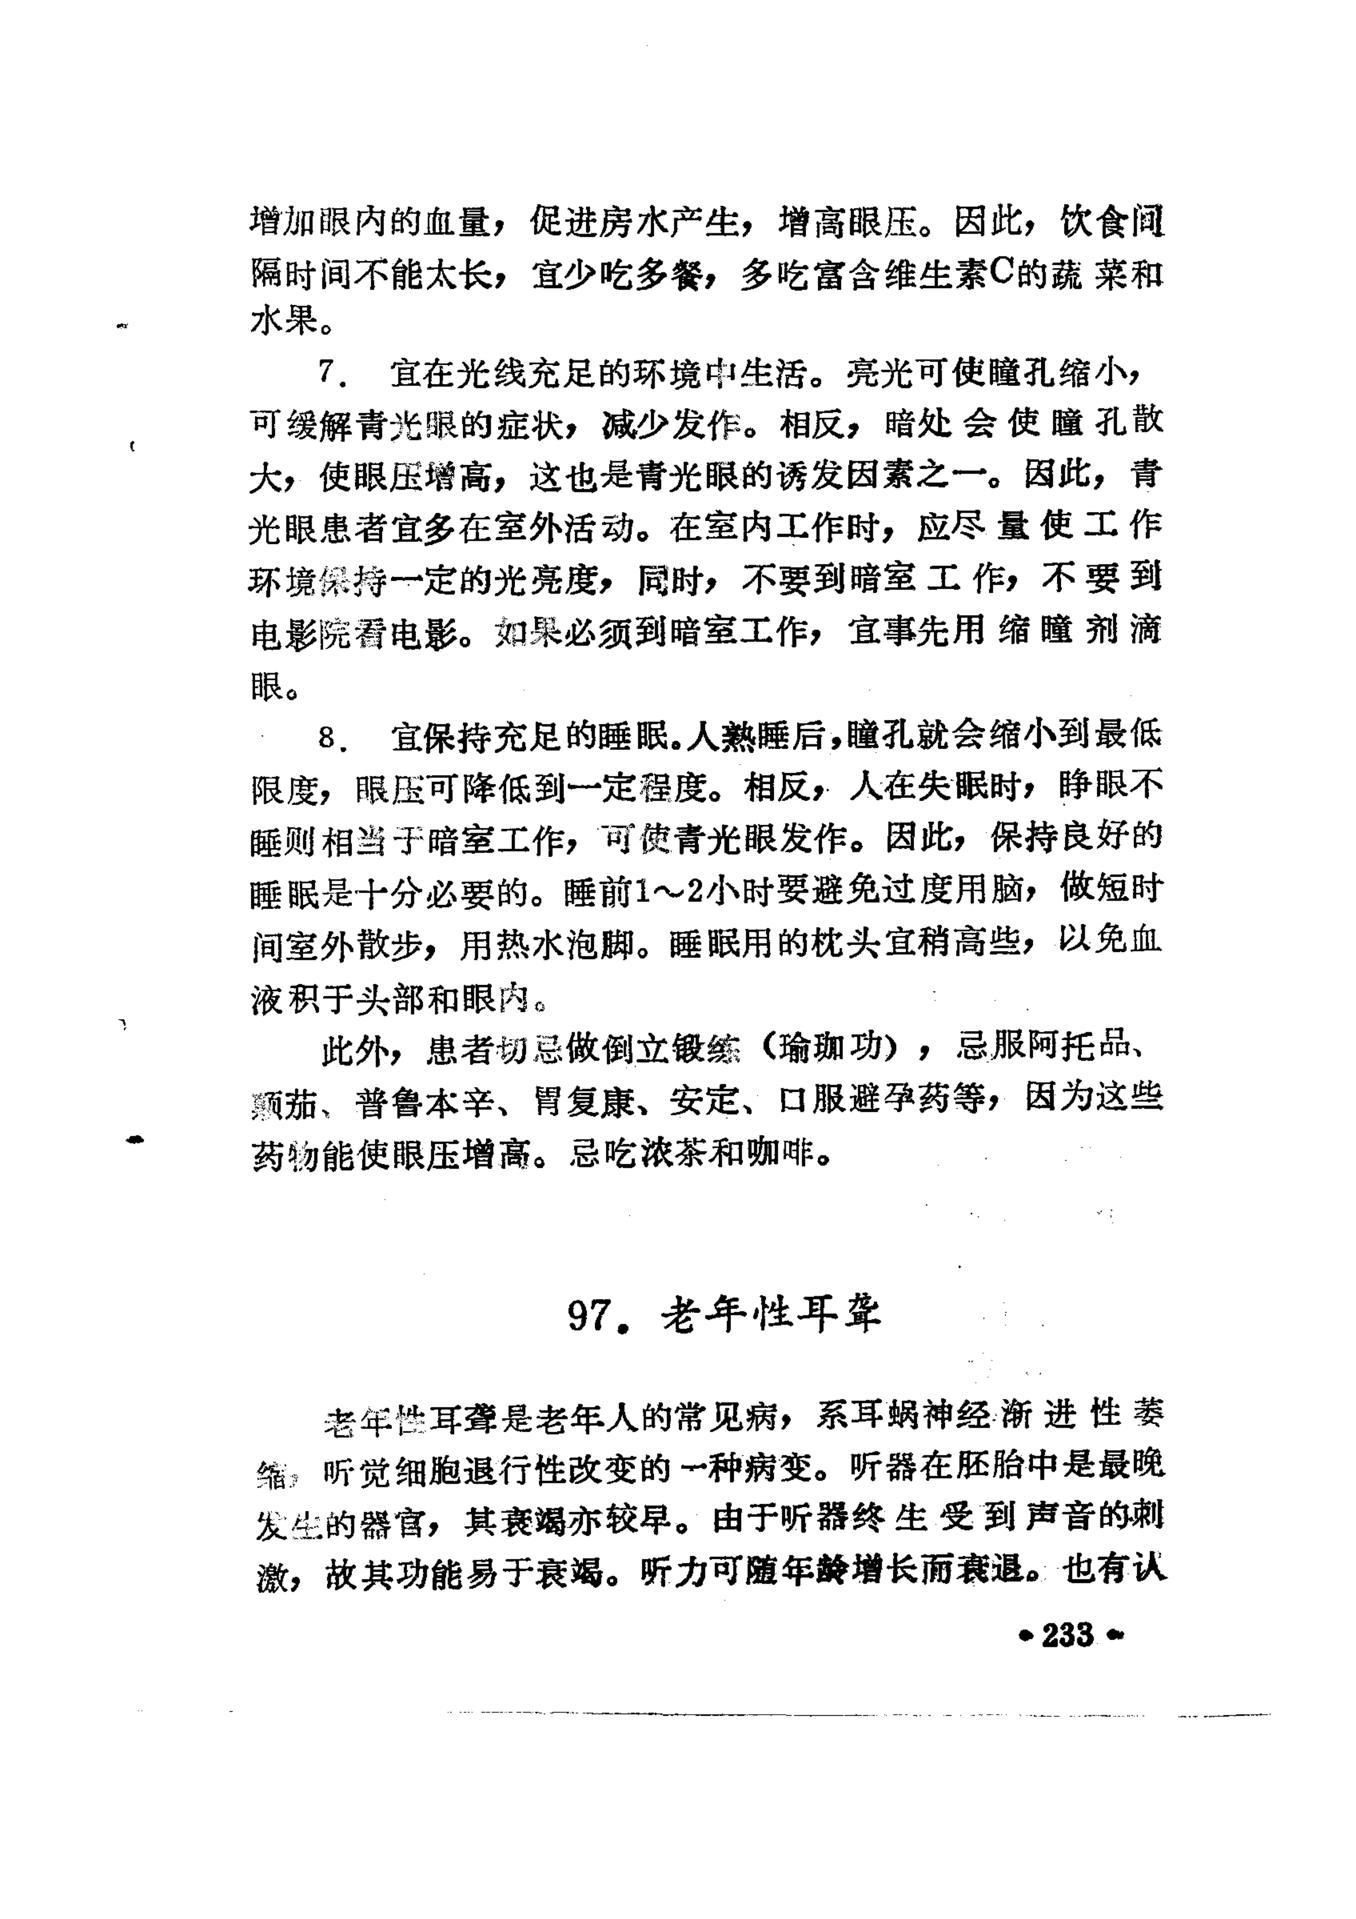 增加眼内的血量，促进房水产生，增高眼压。因此，饮食间
隔时间不能太长，宜少吃多餐，多吃富含维生素C的蔬菜和
水果。
7. 宜在光线充足的环境中生活。亮光可使瞳孔缩小，
可缓解青光眼的症状，减少发作。相反，暗处会使瞳孔散
大，使眼压增高，这也是青光眼的诱发因素之一。因此，青
光眼患者宜多在室外活动。在室内工作时，应尽量使工作
环境保持一定的光亮度，同时，不要到暗室工作，不要到
电影院看电影。如果必须到暗室工作，宜事先用缩瞳剂滴
眼。
8. 宜保持充足的睡眠。人熟睡后，瞳孔就会缩小到最低
限度，眼压可降低到一定程度。相反，人在失眠时，睁眼不
睡则相当于暗室工作，可使青光眼发作。因此，保持良好的
睡眠是十分必要的。睡前1～2小时要避免过度用脑，做短时
间室外散步，用热水泡脚。睡眠用的枕头宜稍高些，以免血
液积于头部和眼内。
此外，患者切忌做倒立锻练（瑜珈功），忌服阿托品、
颠茄、普鲁本辛、胃复康、安定、口服避孕药等，因为这些
药物能使眼压增高。忌吃浓茶和咖啡。
97. 老年性耳聋
老年性耳聋是老年人的常见病，系耳蜗神经渐进性萎
缩，听觉细胞退行性改变的一种病变。听器在胚胎中是最晚
发生的器官，其衰竭亦较早。由于听器终生受到声音的刺
激，故其功能易于衰竭。听力可随年龄增长而衰退。也有认
•233•